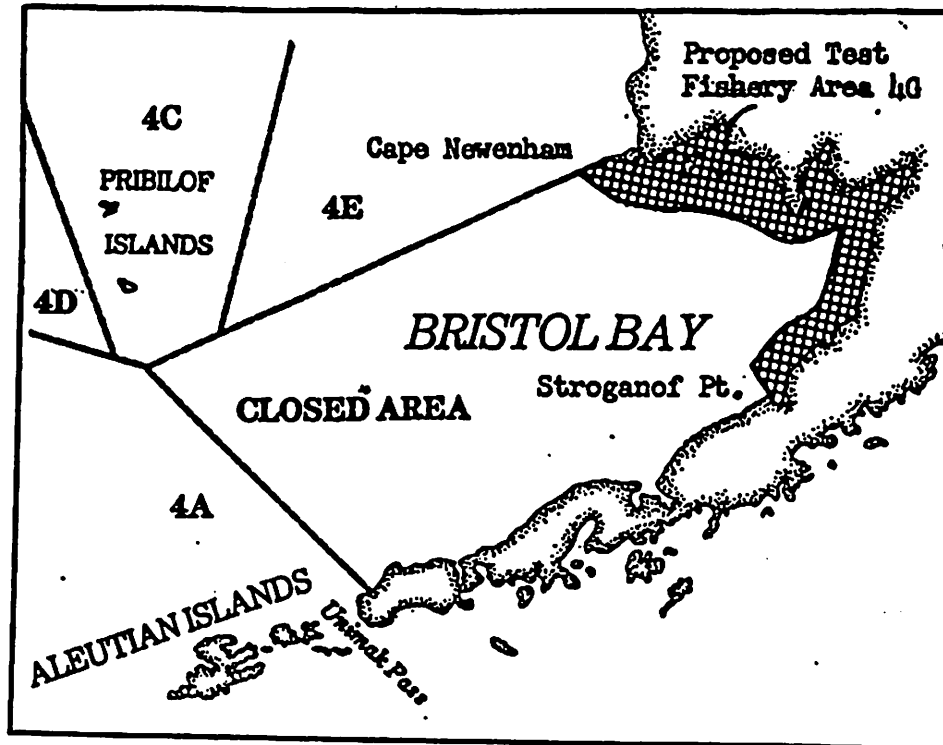 Proposed Test
Fishery Area 4G
4C
Cape Newenham
PRIBILOF
4E
ISLANDS
4D
BRISTOL BAY
Stroganof Pt.
CLOSED AREA
4A
ALEUTIAN ISLANDS
Unimak Pass